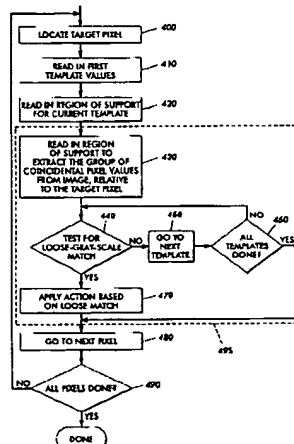 400
LOCATE TARGET PIXEL
410
READ IN FIRST
TEMPLATE VALUES
420
READ IN REGION OF SUPPORT
FOR CURRENT TEMPLATE
430
READ IN REGION
OF SUPPORT TO
EXTRACT THE GROUP OF
COINCIDENTAL PIXEL VALUES
FROM IMAGE, RELATIVE
TO THE TARGET PIXEL
440
TEST FOR
LOOSE-GRAY-SCALE
MATCH
NO
GO TO
NEXT
TEMPLATE
NO
450
ALL
TEMPLATES
DONE?
YES
YES
470
APPLY ACTION BASED
ON LOOSE MATCH
480
GO TO NEXT PIXEL
495
490
NO
ALL PIXELS DONE?
YES
DONE